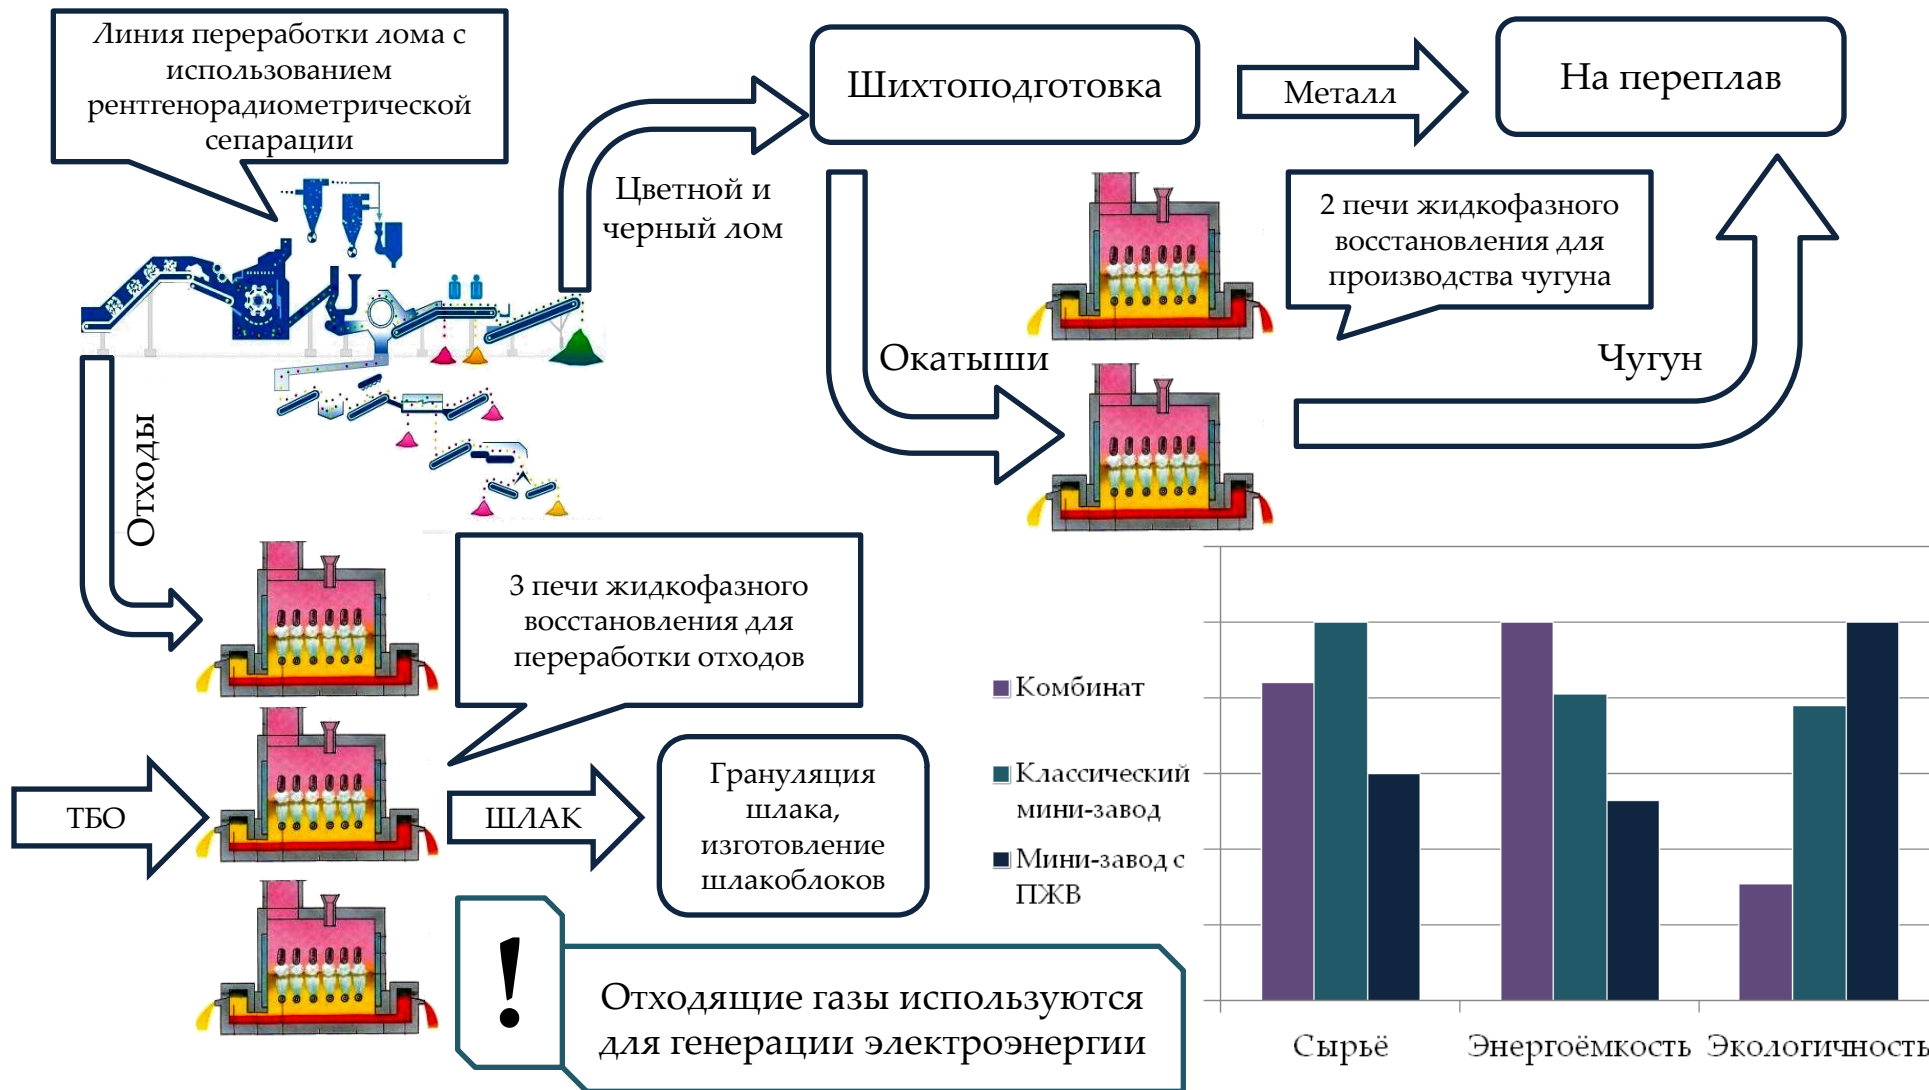 Линия переработки лома с
использованием
рентгенорадиометрической
сепарации
Шихтоподготовка
Металл
На переплав
Цветной и
черный лом
2 печи жидкофазного
восстановления для
производства чугуна
Окатыши
Чугун
Отходы
3 печи жидкофазного
восстановления для
переработки отходов
ТБО
ШЛАК
Грануляция
шлака,
изготовление
шлакоблоков
!
Отходящие газы используются
для генерации электроэнергии
Комбинат
Классический
мини-завод
Мини-завод с
ПЖВ
Сырьё
Энергоёмкость
Экологичность